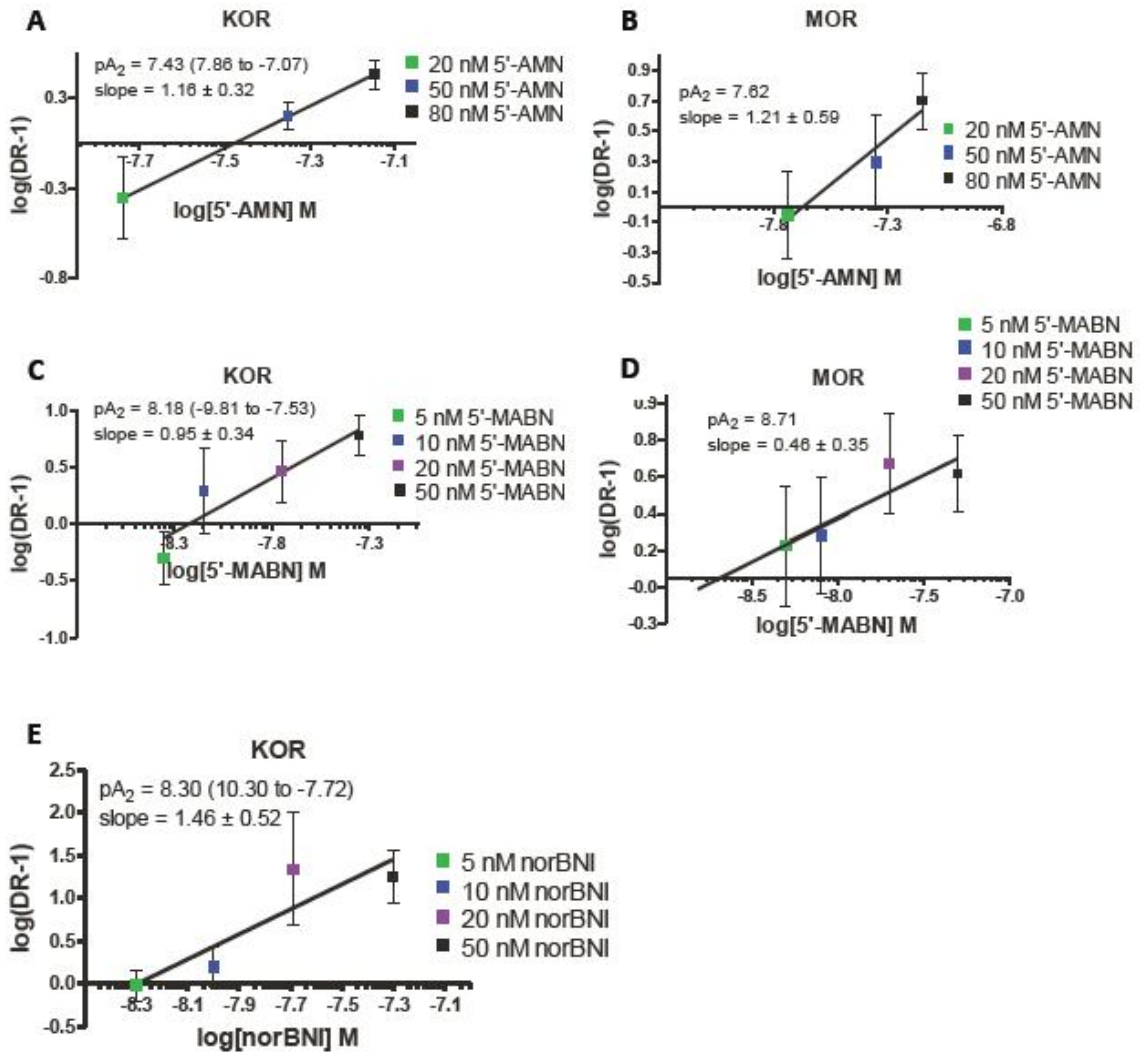 A
KOR
pA2 = 7.43 (7.86 to -7.07)
slope = 1.16 ± 0.32
20 nM 5'-AMN
50 nM 5'-AMN
80 nM 5'-AMN
log(DR-1)
0.3
-0.3
-0.8
-7.7
-7.5
-7.3
-7.1
log[5'-AMN] M
B
MOR
pA2 = 7.62
slope = 1.21 ± 0.59
20 nM 5'-AMN
50 nM 5'-AMN
80 nM 5'-AMN
log(DR-1)
0.9
0.7
0.5
0.3
0.1
-0.1
-0.3
-0.5
-7.8
-7.3
-6.8
log[5'-AMN] M
C
KOR
pA2 = 8.18 (-9.81 to -7.53)
slope = 0.95 ± 0.34
5 nM 5'-MABN
10 nM 5'-MABN
20 nM 5'-MABN
50 nM 5'-MABN
log(DR-1)
1.0
0.5
0.0
-0.5
-1.0
-8.3
-7.8
-7.3
log[5'-MABN] M
D
MOR
5 nM 5'-MABN
10 nM 5'-MABN
20 nM 5'-MABN
50 nM 5'-MABN
pA2 = 8.71
slope = 0.46 ± 0.35
log(DR-1)
0.9
0.8
0.6
0.4
0.2
-0.0
-0.3
-8.5
-8.0
-7.5
-7.0
log[5'-MABN] M
E
KOR
pA2 = 8.30 (10.30 to -7.72)
slope = 1.46 ± 0.52
5 nM norBNI
10 nM norBNI
20 nM norBNI
50 nM norBNI
log(DR-1)
2.5
2.0
1.5
1.0
0.5
0.0
-0.5
-8.3
-8.1
-7.9
-7.7
-7.5
-7.3
-7.1
log[norBNI] M